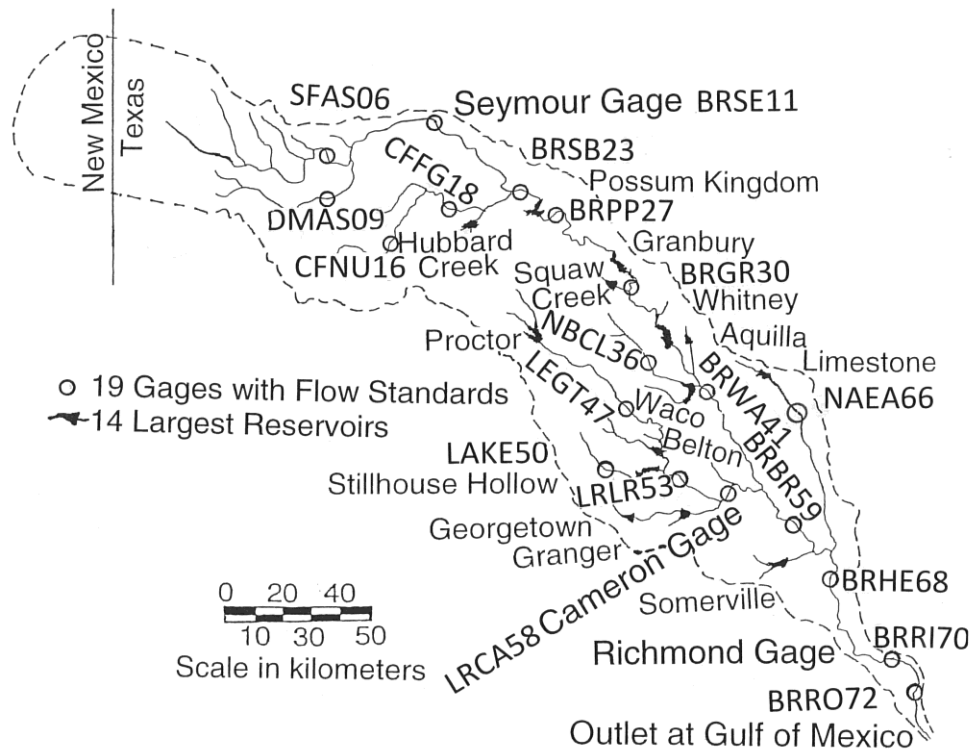 New Mexico
Texas
SFAS06
Seymour Gage BRSE11
BRSB23
CFFG18
Possum Kingdom
DMAS09
BRPP27
Hubbard
Creek
CFNU16
Granbury
Squaw
Creek
BRGR30
Whitney
NBCL36
Proctor
Aquilla
Limestone
LEGT47
BRWA41
NAEA66
19 Gages with Flow Standards
14 Largest Reservoirs
Waco
Belton
LAKE50
Stillhouse Hollow
LRLR53
BRBR59
Georgetown
Granger
LRCA58 Cameron Gage
Somerville
BRHE68
0 20 40
10 30 50
Scale in kilometers
Richmond Gage
BRRI70
BRRO72
Outlet at Gulf of Mexico